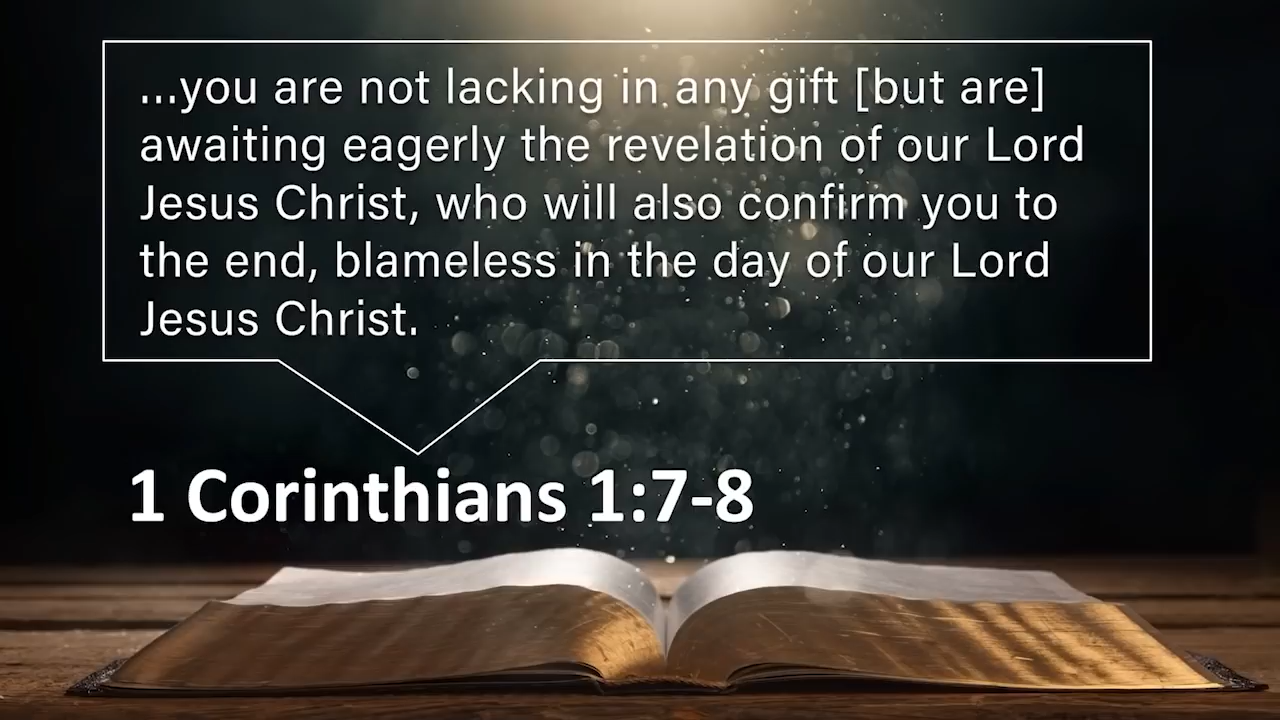 ...you are not lacking in any gift [but are]
awaiting eagerly the revelation of our Lord
Jesus Christ, who will also confirm you to
the end, blameless in the day of our Lord
Jesus Christ.
1 Corinthians 1:7-8